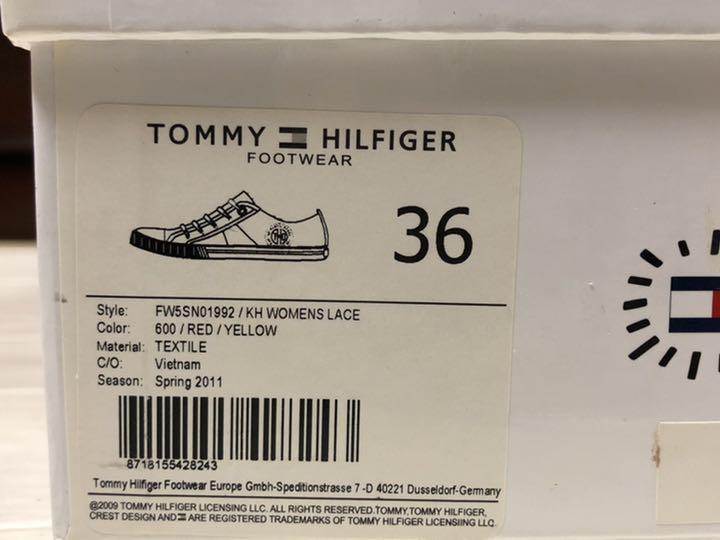 TOMMY HILFIGER
FOOTWEAR
36
Style: FW5SN01992 / KH WOMENS LACE
Color: 600 / RED / YELLOW
Material: TEXTILE
C/O: Vietnam
Season: Spring 2011
8718155428243
Tommy Hilfiger Footwear Europe Gmbh-Speditionstrasse 7 -D 40221 Dusseldorf-Germany
@2009 TOMMY HILFIGER LICENSING LLC. ALL RIGHTS RESERVED.TOMMY,TOMMY HILFIGER,
CREST DESIGN AND ARE REGISTERED TRADEMARKS OF TOMMY HILFIGER LICENSIING LLC.